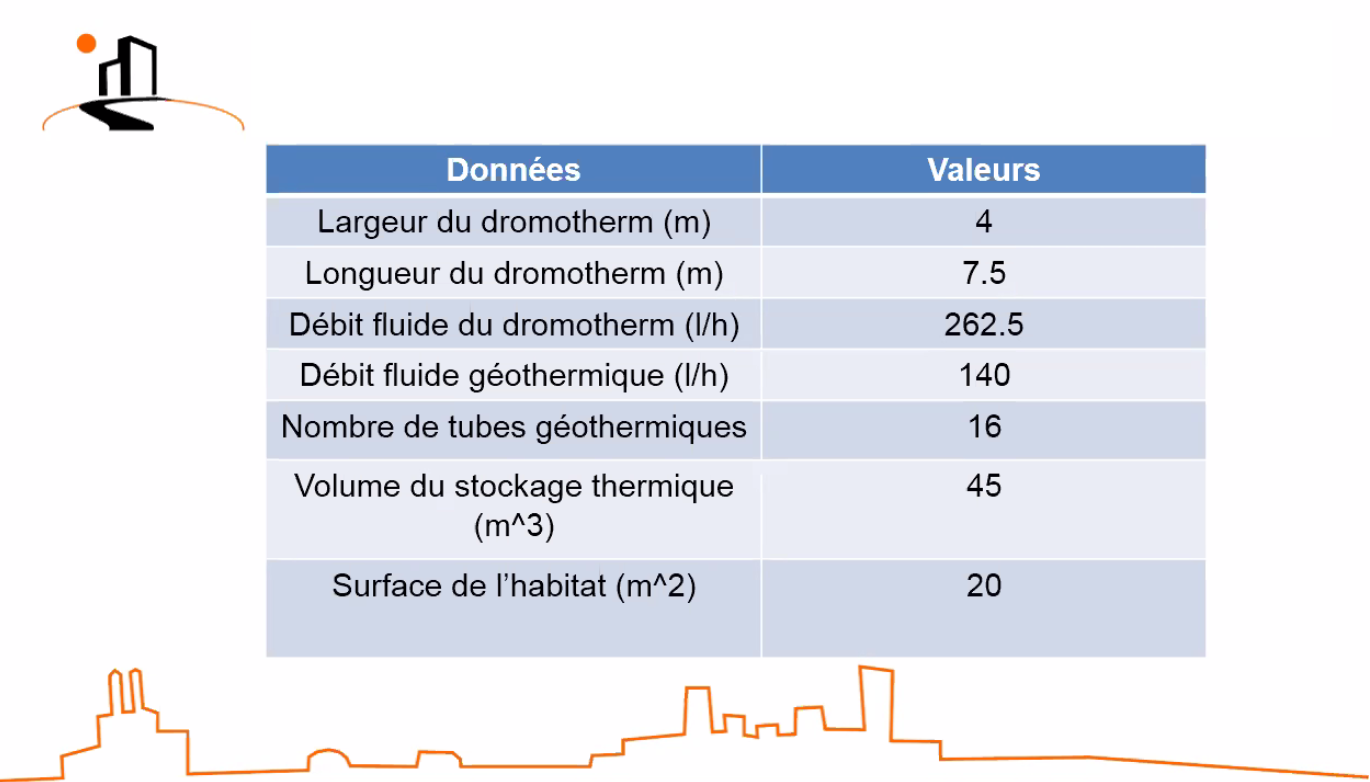 Données Valeurs
Largeur du dromotherm (m) 4
Longueur du dromotherm (m) 7.5
Débit fluide du dromotherm (l/h) 262.5
Débit fluide géothermique (l/h) 140
Nombre de tubes géothermiques 16
Volume du stockage thermique 45
(m^3)
Surface de l’habitat (m^2) 20